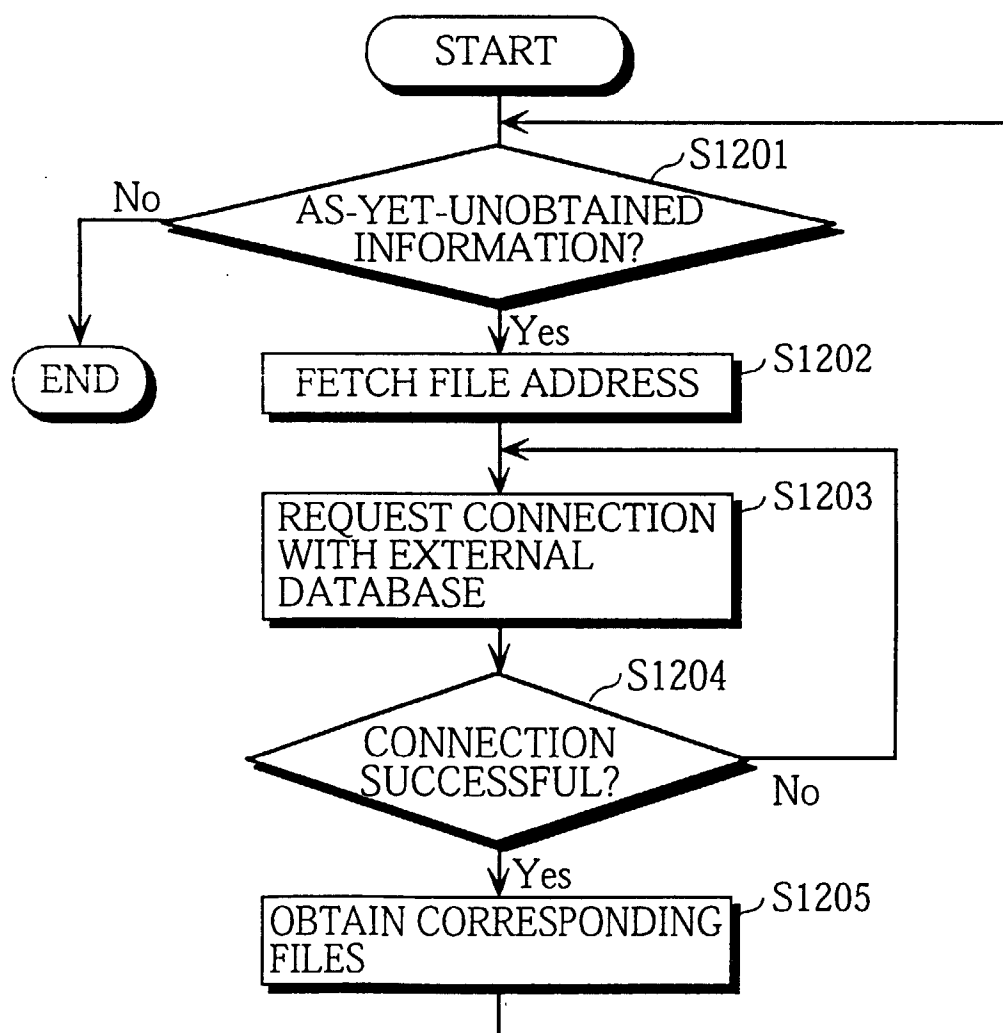 START
S1201
No
AS-YET-UNOBTAINED
INFORMATION?
Yes
END
S1202
FETCH FILE ADDRESS
S1203
REQUEST CONNECTION
WITH EXTERNAL
DATABASE
S1204
CONNECTION
SUCCESSFUL?
No
Yes
S1205
OBTAIN CORRESPONDING
FILES